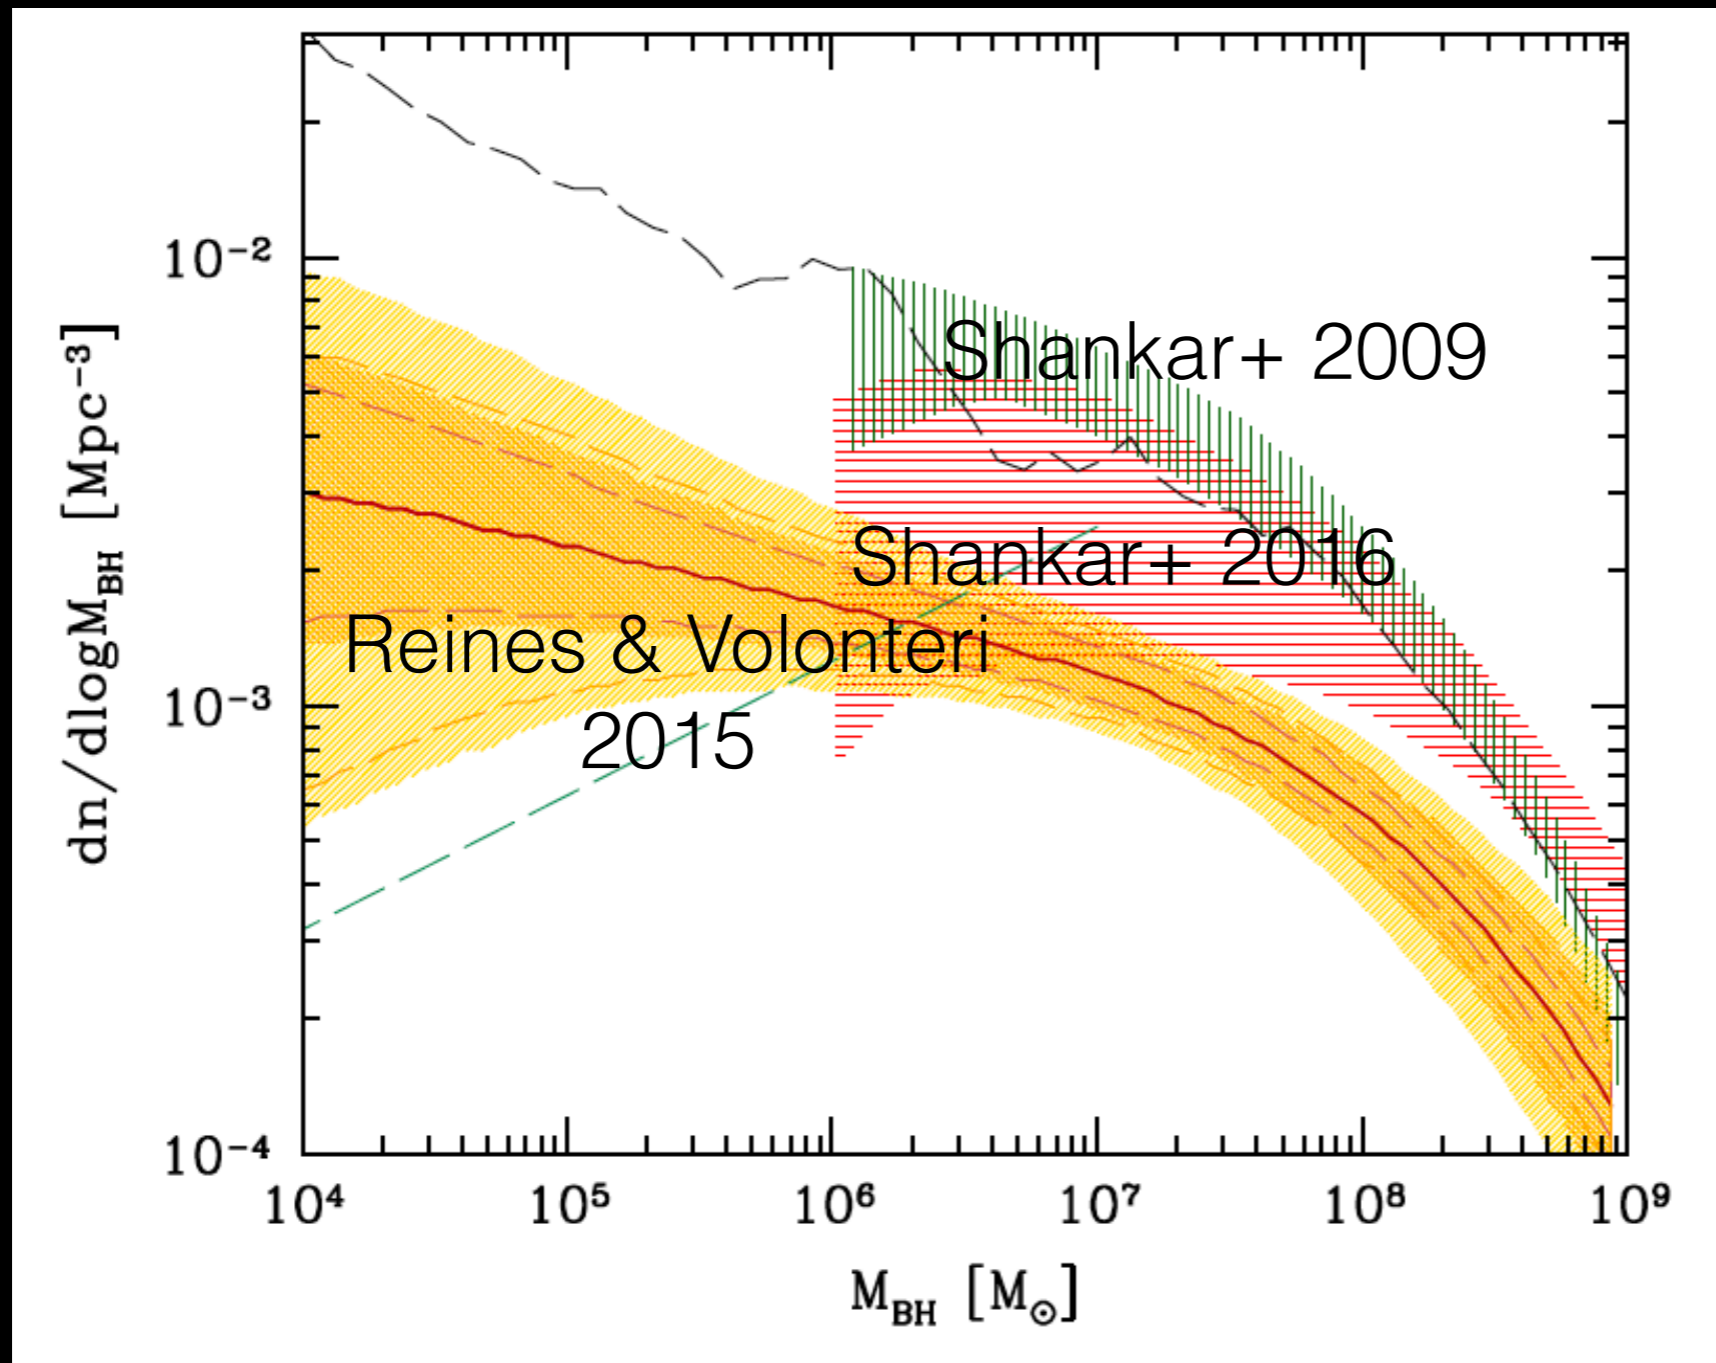 10⁻²
10⁻³
10⁻⁴
dn/dlogM_BH [Mpc⁻³]
Shankar+ 2009
Shankar+ 2016
Reines & Volonteri
2015
10⁴ 10⁵ 10⁶ 10⁷ 10⁸ 10⁹
M_BH [M_⊙]